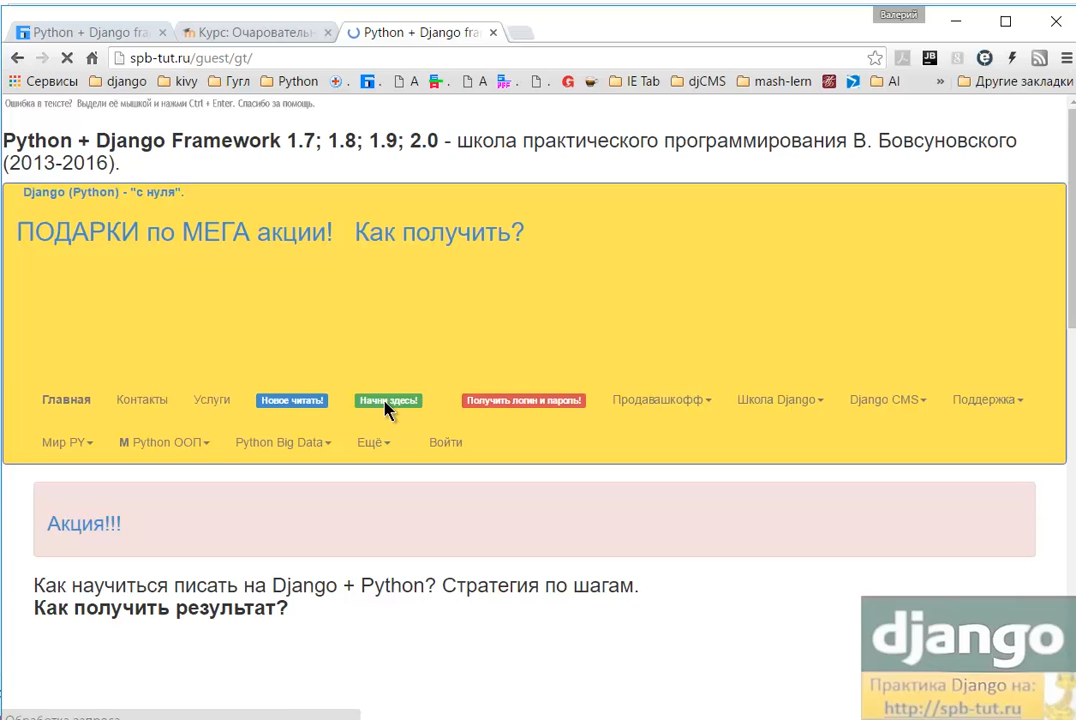 Валерий
Python + Django fra
Курс: Очарователь
Python + Django fra
spb-tut.ru/guest/gt/
Сервисы django kivy Гугл Python A A IE Tab djCMS mash-lern AI » Другие закладки
Ошибка в тексте? Выдели её мышкой и нажми Ctrl + Enter. Спасибо за помощь.
Python + Django Framework 1.7; 1.8; 1.9; 2.0 - школа практического программирования В. Бовсуновского
(2013-2016).
Django (Python) - "с нуля".
ПОДАРКИ по МЕГА акции! Как получить?
Главная Контакты Услуги Новое читать! Начни здесь! Получить логин и пароль! Продавашкофф Школа Django Django CMS Поддержка
Мир PY М Python ООП Python Big Data Ещё Войти
Акция!!!
Как научиться писать на Django + Python? Стратегия по шагам.
Как получить результат?
django
Практика Django на:
http://spb-tut.ru